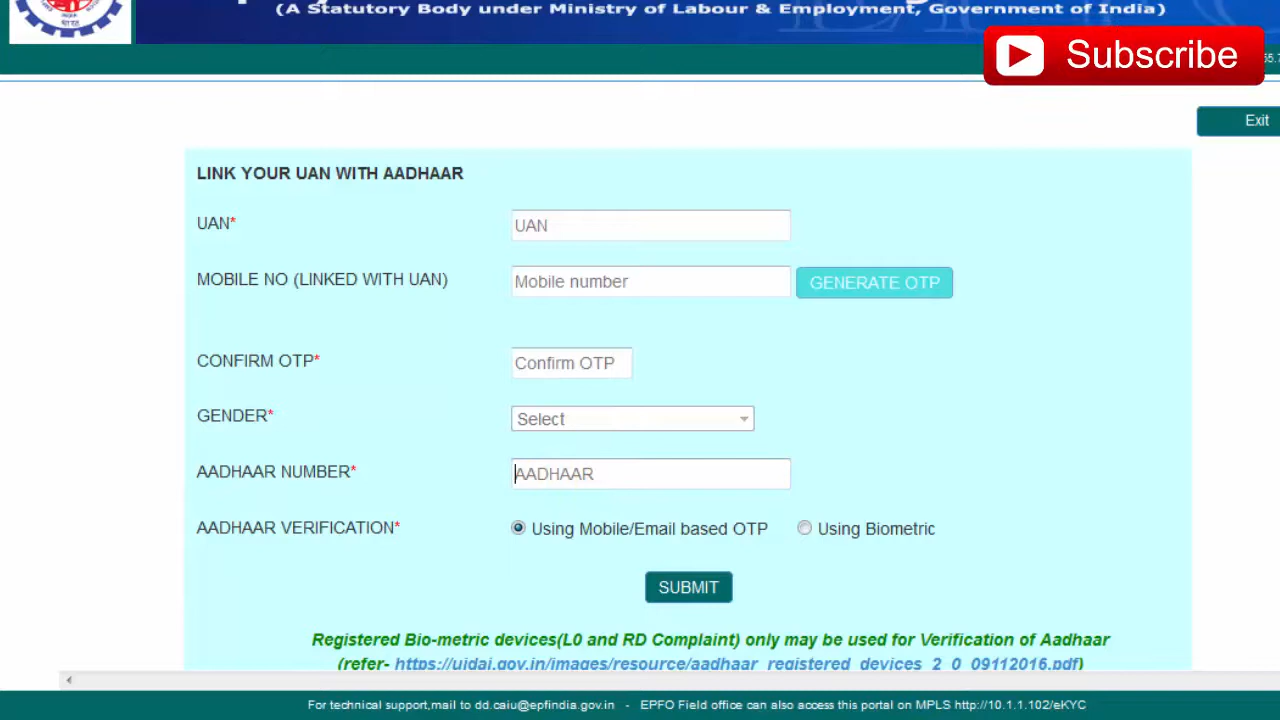 (A Statutory Body under Ministry of Labour & Employment, Government of India)
Subscribe
Exit
LINK YOUR UAN WITH AADHAAR
UAN* UAN
MOBILE NO (LINKED WITH UAN) Mobile number GENERATE OTP
CONFIRM OTP* Confirm OTP
GENDER* Select
AADHAAR NUMBER* AADHAAR
AADHAAR VERIFICATION* Using Mobile/Email based OTP Using Biometric
SUBMIT
Registered Bio-metric devices(L0 and RD Complaint) only may be used for Verification of Aadhaar
(refer- https://uidai.gov.in/images/resource/aadhaar_registered_devices_2_0_09112016.pdf)
For technical support,mail to dd.caiu@epfindia.gov.in - EPFO Field office can also access this portal on MPLS http://10.1.1.102/eKYC